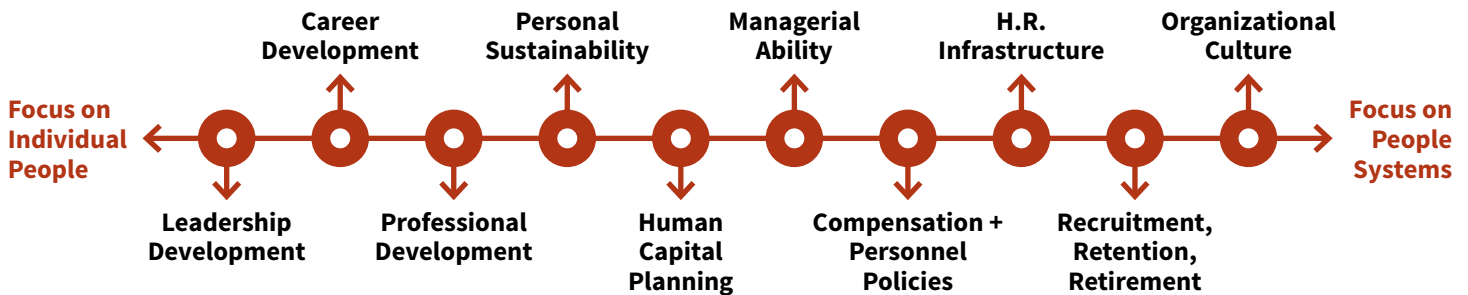 Career
Development
Personal
Sustainability
Managerial
Ability
H.R.
Infrastructure
Organizational
Culture
Focus on
Individual
People
Focus on
People
Systems
Leadership
Development
Professional
Development
Human
Capital
Planning
Compensation +
Personnel
Policies
Recruitment,
Retention,
Retirement